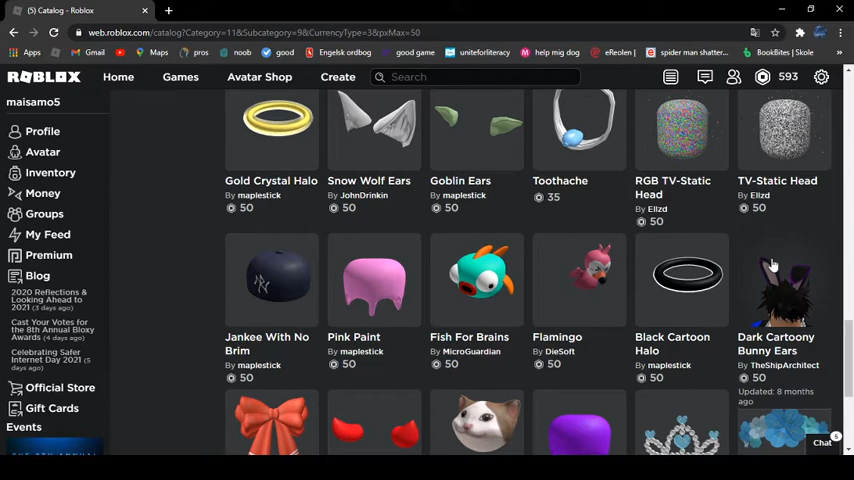 (5) Catalog - Roblox
web.roblox.com/catalog?Category=11&Subcategory=9&CurrencyType=3&pxMax=50
Apps
Gmail
YouTube
Maps
pros
noob
good
Engelsk ordbog
good game
uniteforliteracy
help mig dog
eReolen
spider man shatter...
BookBites | Skole
ROBLOX
Home
Games
Avatar Shop
Create
Search
593
maisamo5
Profile
Avatar
Inventory
Money
Groups
My Feed
Premium
Blog
2020 Reflections &
Looking Ahead to
2021 (3 days ago)
Cast Your Votes for
the 8th Annual Bloxy
Awards (4 days ago)
Celebrating Safer
Internet Day 2021 (5
days ago)
Official Store
Gift Cards
Events
Gold Crystal Halo
By maplestick
50
Snow Wolf Ears
By JohnDrinkin
50
Goblin Ears
By maplestick
50
Toothache
35
RGB TV-Static
Head
By Ellzd
50
TV-Static Head
By Ellzd
50
Jankee With No
Brim
By maplestick
50
Pink Paint
By maplestick
50
Fish For Brains
By MicroGuardian
50
Flamingo
By DieSoft
50
Black Cartoon
Halo
By maplestick
50
Dark Cartoony
Bunny Ears
By TheShipArchitect
50
Updated: 8 months
ago
Chat
5